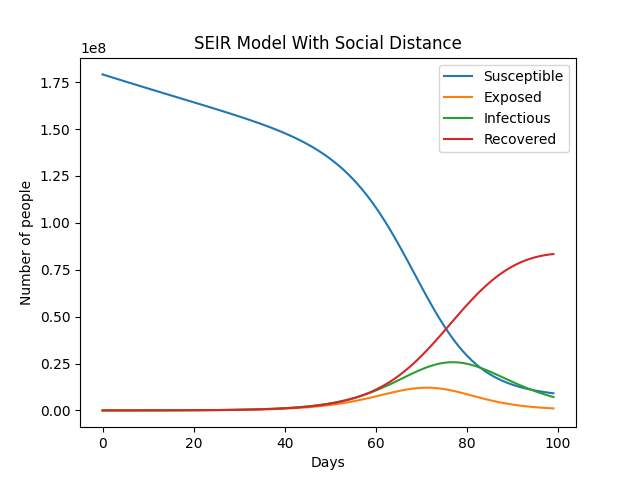 SEIR Model With Social Distance
1e8
1.75
1.50
1.25
1.00
0.75
0.50
0.25
0.00
Number of people
Susceptible
Exposed
Infectious
Recovered
0 20 40 60 80 100
Days